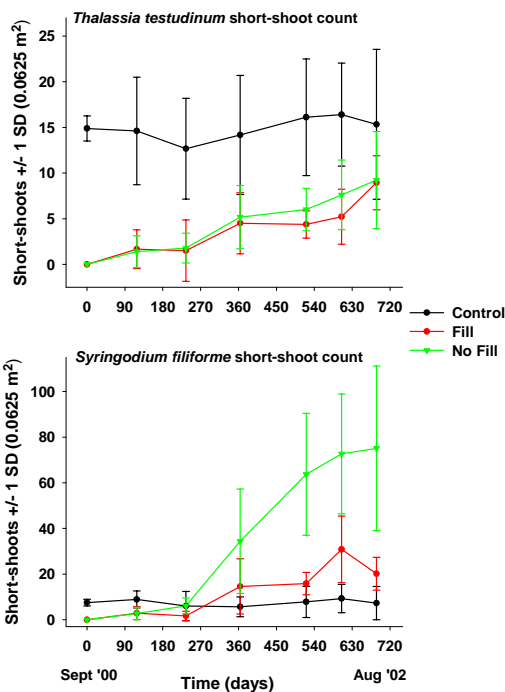 Thalassia testudinum short-shoot count
Short-shoots +/- 1 SD (0.0625 m²)
25
20
15
10
5
0
0 90 180 270 360 450 540 630 720
Control
Fill
No Fill
Syringodium filiforme short-shoot count
Short-shoots +/- 1 SD (0.0625 m²)
100
80
60
40
20
0
0 90 180 270 360 450 540 630 720
Sept '00 Time (days) Aug '02